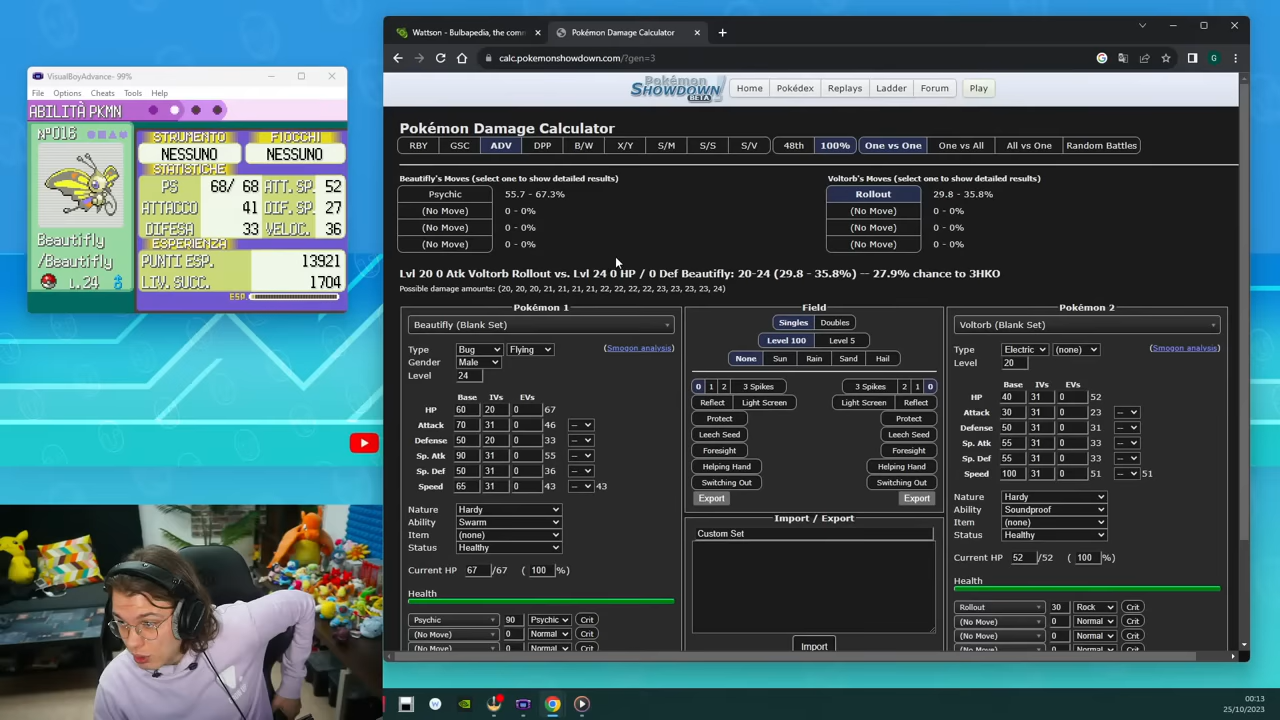 VisualBoyAdvance- 99%
File Options Cheats Tools Help
ABILITÀ PKMN
Nº016
STRUMENTO FIOCCHI
NESSUNO NESSUNO
STATISTICHE
PS 68/ 68 ATT. SP. 52
ATTACCO 41 DIF. SP. 27
DIFESA 33 VELOC. 36
Beautifly
/Beautifly
L.24
ESPERIENZA
PUNTI ESP. 13921
LIV. SUCC. 1704
ESP
Wattson - Bulbapedia, the com
Pokémon Damage Calculator
calc.pokemonshowdown.com/?gen=3
G
Pokémon
SHOWDOWN
BETA
Home Pokédex Replays Ladder Forum Play
Pokémon Damage Calculator
RBY GSC ADV DPP B/W X/Y S/M S/S S/V 48th 100% One vs One One vs All All vs One Random Battles
Beautifly's Moves (select one to show detailed results)
Psychic 55.7 - 67.3%
(No Move) 0 - 0%
(No Move) 0 - 0%
(No Move) 0 - 0%
Voltorb's Moves (select one to show detailed results)
Rollout 29.8 - 35.8%
(No Move) 0 - 0%
(No Move) 0 - 0%
(No Move) 0 - 0%
Lvl 20 0 Atk Voltorb Rollout vs. Lvl 24 0 HP / 0 Def Beautifly: 20-24 (29.8 - 35.8%) -- 27.9% chance to 3HKO
Possible damage amounts: (20, 20, 20, 21, 21, 21, 21, 22, 22, 22, 22, 23, 23, 23, 23, 24)
Pokémon 1
Beautifly (Blank Set)
Type Bug Flying (Smogon analysis)
Gender Male
Level 24
Base IVs EVs
HP 60 20 0 67
Attack 70 31 0 46 --
Defense 50 20 0 33 --
Sp. Atk 90 31 0 55 --
Sp. Def 50 31 0 36 --
Speed 65 31 0 43 -- 43
Nature Hardy
Ability Swarm
Item (none)
Status Healthy
Current HP 67 /67 ( 100 %)
Health
Psychic 90 Psychic Crit
(No Move) 0 Normal Crit
(No Move) 0 Normal Crit
Field
Singles Doubles
Level 100 Level 5
None Sun Rain Sand Hail
0 1 2 3 Spikes 3 Spikes 2 1 0
Reflect Light Screen Light Screen Reflect
Protect Protect
Leech Seed Leech Seed
Foresight Foresight
Helping Hand Helping Hand
Switching Out Switching Out
Export Export
Import / Export
Custom Set
Import
Pokémon 2
Voltorb (Blank Set)
Type Electric (none) (Smogon analysis)
Level 20
Base IVs EVs
HP 40 31 0 52
Attack 30 31 0 23 --
Defense 50 31 0 31 --
Sp. Atk 55 31 0 33 --
Sp. Def 55 31 0 33 --
Speed 100 31 0 51 -- 51
Nature Hardy
Ability Soundproof
Item (none)
Status Healthy
Current HP 52 /52 ( 100 %)
Health
Rollout 30 Rock Crit
(No Move) 0 Normal Crit
(No Move) 0 Normal Crit
(No Move) 0 Normal Crit
00:13
25/10/2023